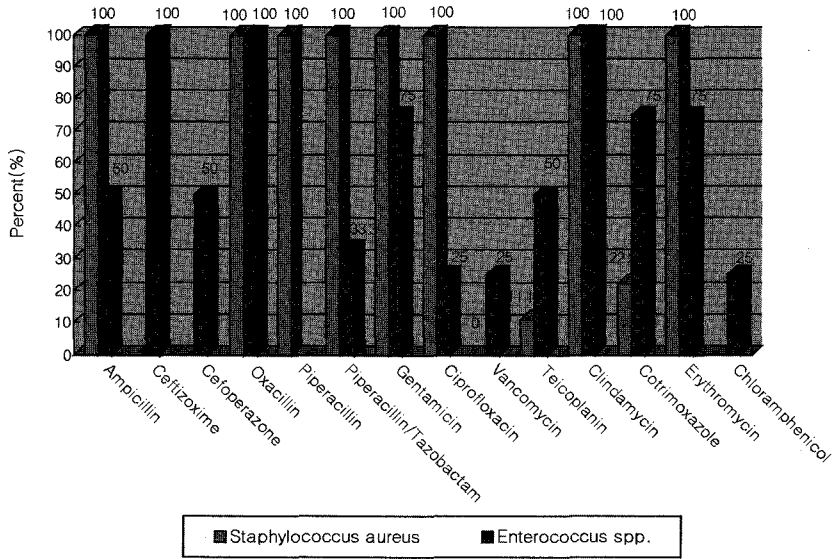 100 100 100 100 100 100 100 100 100 100 100
100
90
80
70
60
50
40
30
20
10
0
Percent(%)
50
50
33
75
25
0
25
11
50
22
75
75
25
Ampicillin
Ceftizoxime
Cefoperazone
Oxacillin
Piperacillin
Piperacillin/Tazobactam
Gentamicin
Ciprofloxacin
Vancomycin
Teicoplanin
Clindamycin
Cotrimoxazole
Erythromycin
Chloramphenicol
Staphylococcus aureus
Enterococcus spp.